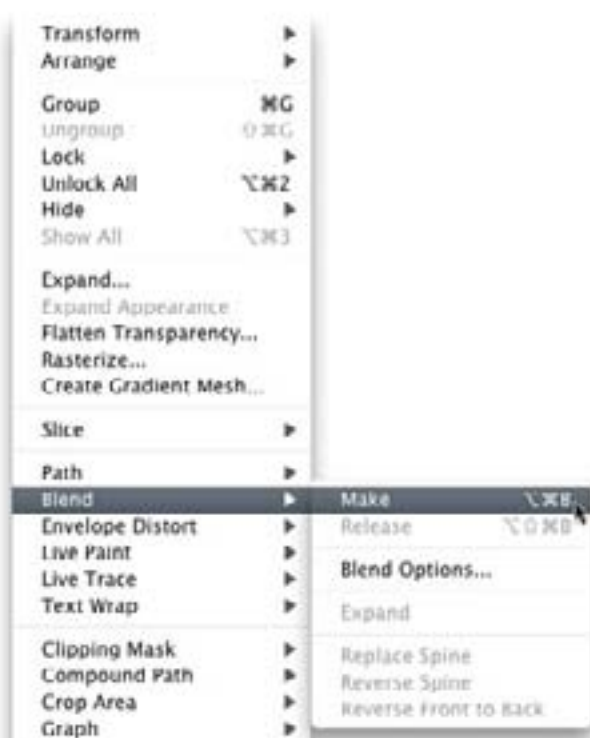 Transform
Arrange
Group ⌘G
Ungroup ⇧⌘G
Lock
Unlock All ⌥⌘2
Hide
Show All ⌥⌘3
Expand...
Expand Appearance
Flatten Transparency...
Rasterize...
Create Gradient Mesh...
Slice
Path
Blend
Make ⌥⌘B
Release ⌥⇧⌘B
Envelope Distort
Live Paint
Blend Options...
Live Trace
Text Wrap
Expand
Clipping Mask
Replace Spine
Compound Path
Reverse Spine
Crop Area
Reverse Front to Back
Graph